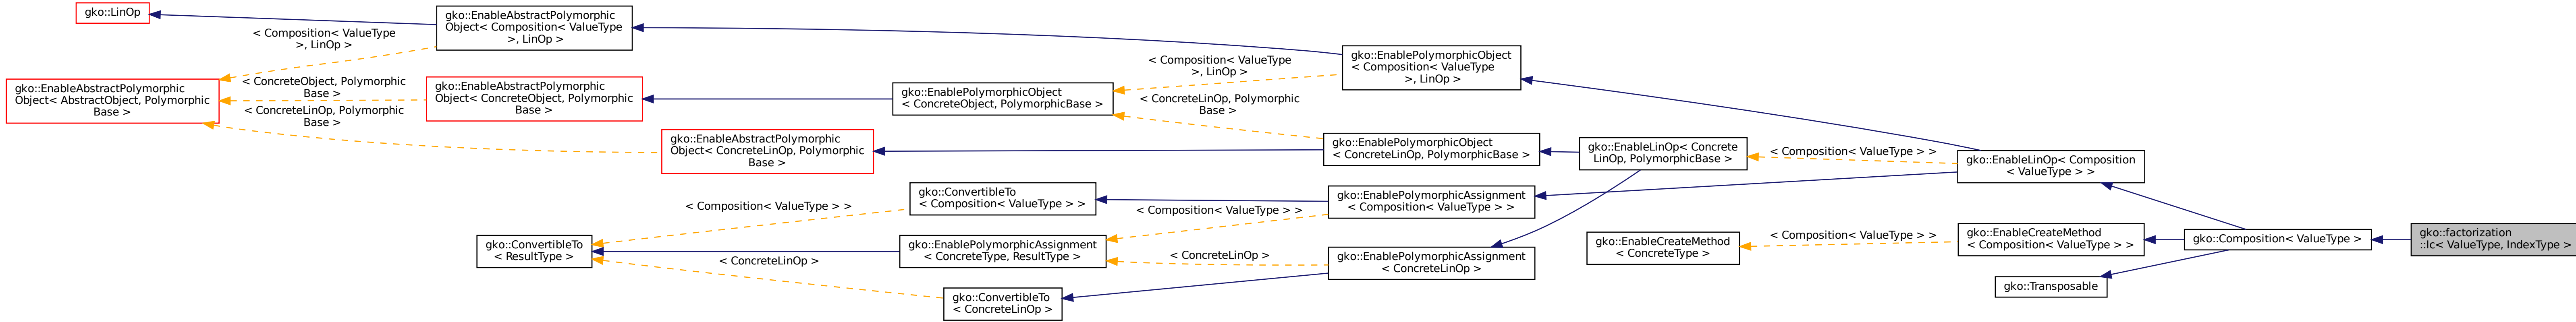 gko::LinOp
gko::EnableAbstractPolymorphic
Object< Composition< ValueType
>, LinOp >
< Composition< ValueType
>, LinOp >
gko::EnableAbstractPolymorphic
Object< AbstractObject, Polymorphic
Base >
< ConcreteObject, Polymorphic
Base >
< ConcreteLinOp, Polymorphic
Base >
gko::EnableAbstractPolymorphic
Object< ConcreteObject, Polymorphic
Base >
gko::EnableAbstractPolymorphic
Object< ConcreteLinOp, Polymorphic
Base >
gko::EnablePolymorphicObject
< ConcreteObject, PolymorphicBase >
< Composition< ValueType
>, LinOp >
< ConcreteLinOp, Polymorphic
Base >
gko::EnablePolymorphicObject
< Composition< ValueType
>, LinOp >
gko::EnablePolymorphicObject
< ConcreteLinOp, PolymorphicBase >
gko::EnableLinOp< Concrete
LinOp, PolymorphicBase >
< Composition< ValueType > >
gko::EnableLinOp< Composition
< ValueType > >
gko::ConvertibleTo
< Composition< ValueType > >
< Composition< ValueType > >
gko::EnablePolymorphicAssignment
< Composition< ValueType > >
< Composition< ValueType > >
gko::ConvertibleTo
< ResultType >
gko::EnablePolymorphicAssignment
< ConcreteType, ResultType >
< ConcreteLinOp >
< ConcreteLinOp >
gko::EnablePolymorphicAssignment
< ConcreteLinOp >
gko::ConvertibleTo
< ConcreteLinOp >
gko::EnableCreateMethod
< ConcreteType >
< Composition< ValueType > >
gko::EnableCreateMethod
< Composition< ValueType > >
gko::Transposable
gko::Composition< ValueType >
gko::factorization
::Ic< ValueType, IndexType >